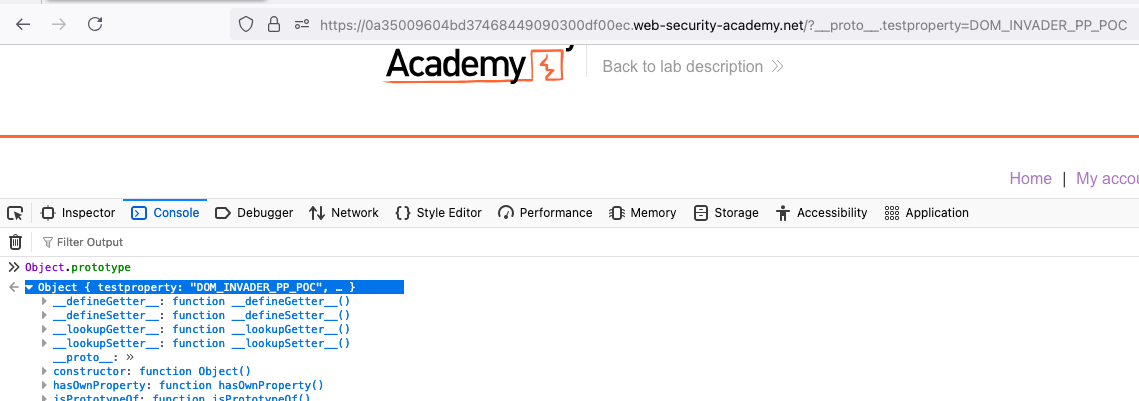 https://0a35009604bd37468449090300df00ec.web-security-academy.net/?__proto__.testproperty=DOM_INVADER_PP_POC
Academy
Back to lab description
Home | My accou
Inspector Console Debugger Network Style Editor Performance Memory Storage Accessibility Application
Filter Output
Object.prototype
Object { testproperty: "DOM_INVADER_PP_POC", … }
__defineGetter__: function __defineGetter__()
__defineSetter__: function __defineSetter__()
__lookupGetter__: function __lookupGetter__()
__lookupSetter__: function __lookupSetter__()
__proto__: »
constructor: function Object()
hasOwnProperty: function hasOwnProperty()
isPrototypeOf: function isPrototypeOf()